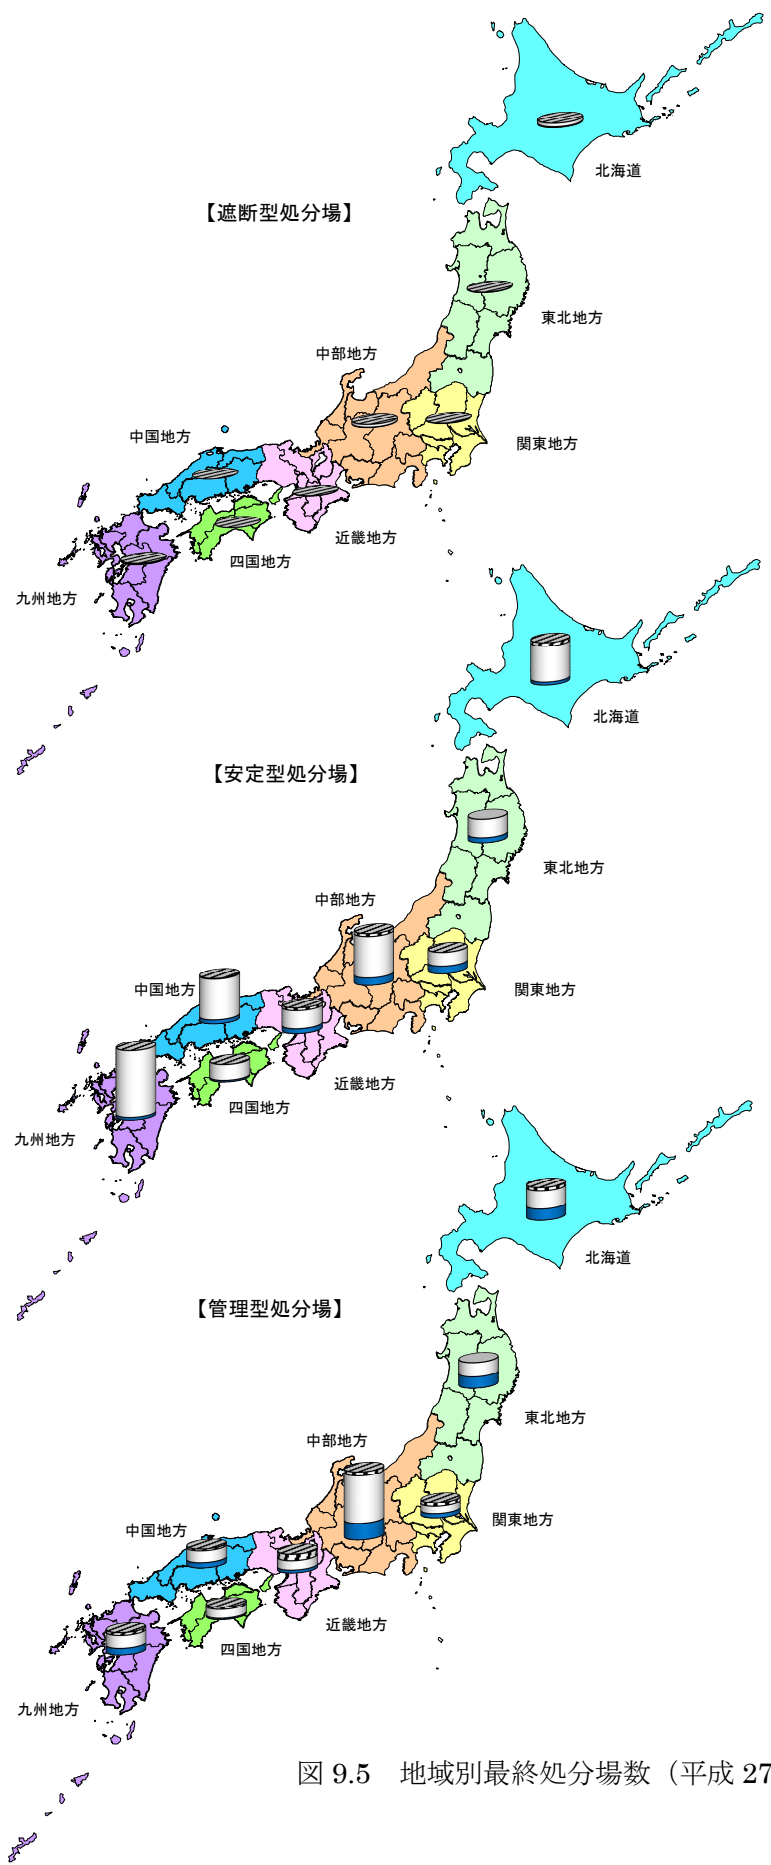 北海道
【遮断型処分場】
東北地方
中部地方
中国地方
関東地方
近畿地方
四国地方
九州地方
北海道
【安定型処分場】
東北地方
中部地方
中国地方
関東地方
近畿地方
四国地方
九州地方
北海道
【管理型処分場】
東北地方
中部地方
関東地方
中国地方
近畿地方
四国地方
九州地方
図 9.5 地域別最終処分場数（平成 27